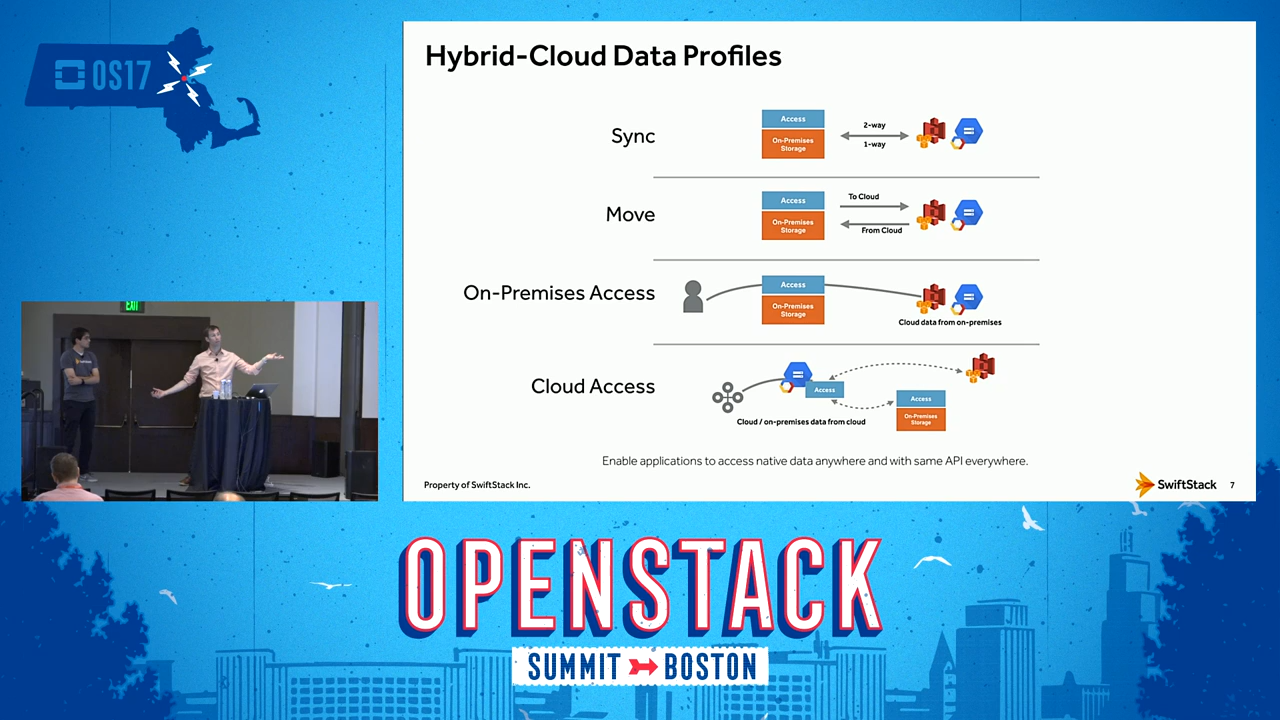 OS17
Hybrid-Cloud Data Profiles
Sync
Access
On-Premises
Storage
2-way
1-way
Move
Access
On-Premises
Storage
To Cloud
From Cloud
On-Premises Access
Access
On-Premises
Storage
Cloud data from on-premises
Cloud Access
Access
Access
On-Premises
Storage
Cloud / on-premises data from cloud
Enable applications to access native data anywhere and with same API everywhere.
Property of SwiftStack Inc.
SwiftStack
7
EXIT
OPENSTACK
SUMMIT BOSTON